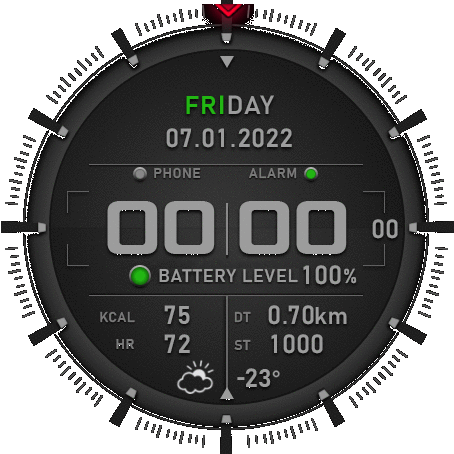 FRIDAY
07.01.2022
PHONE ALARM
00 00 00
BATTERY LEVEL 100%
KCAL 75 DT 0.70km
HR 72 ST 1000
-23°